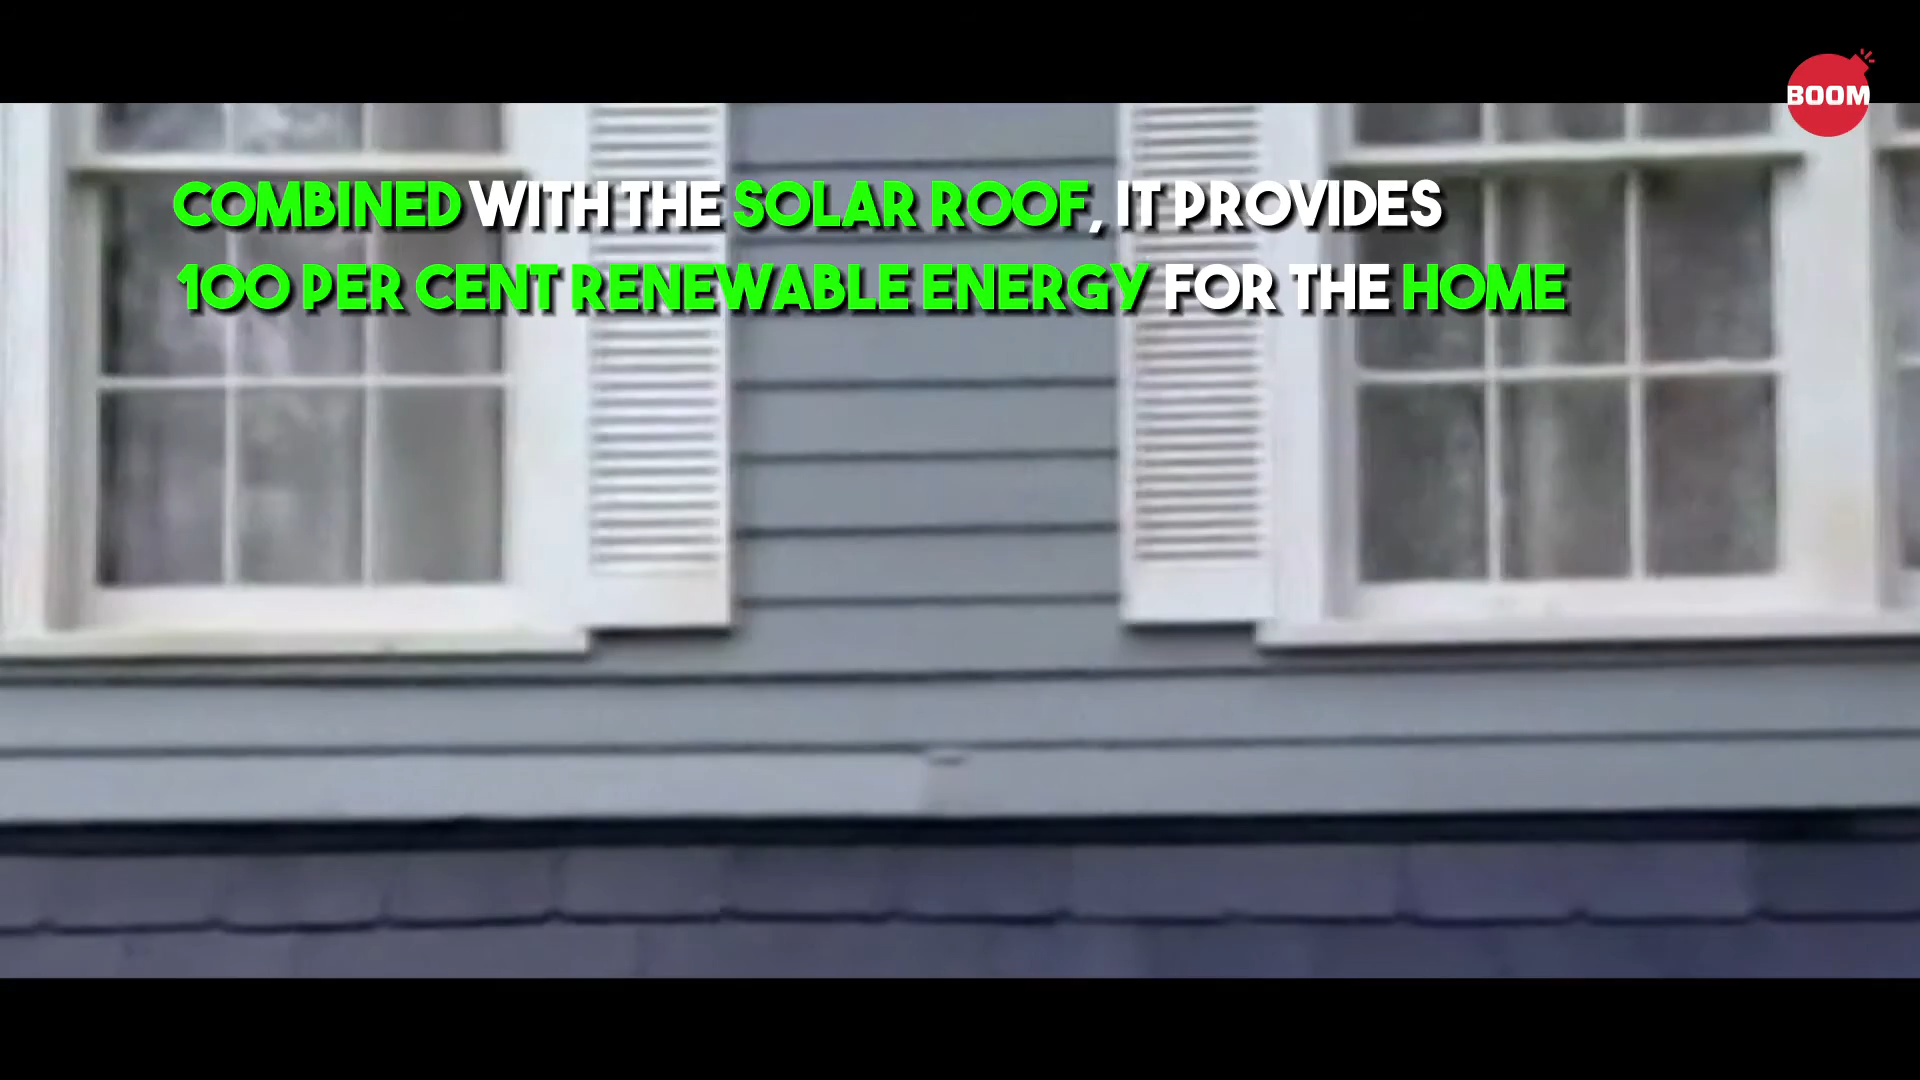 BOOM
COMBINED WITH THE SOLAR ROOF, IT PROVIDES
100 PER CENT RENEWABLE ENERGY FOR THE HOME